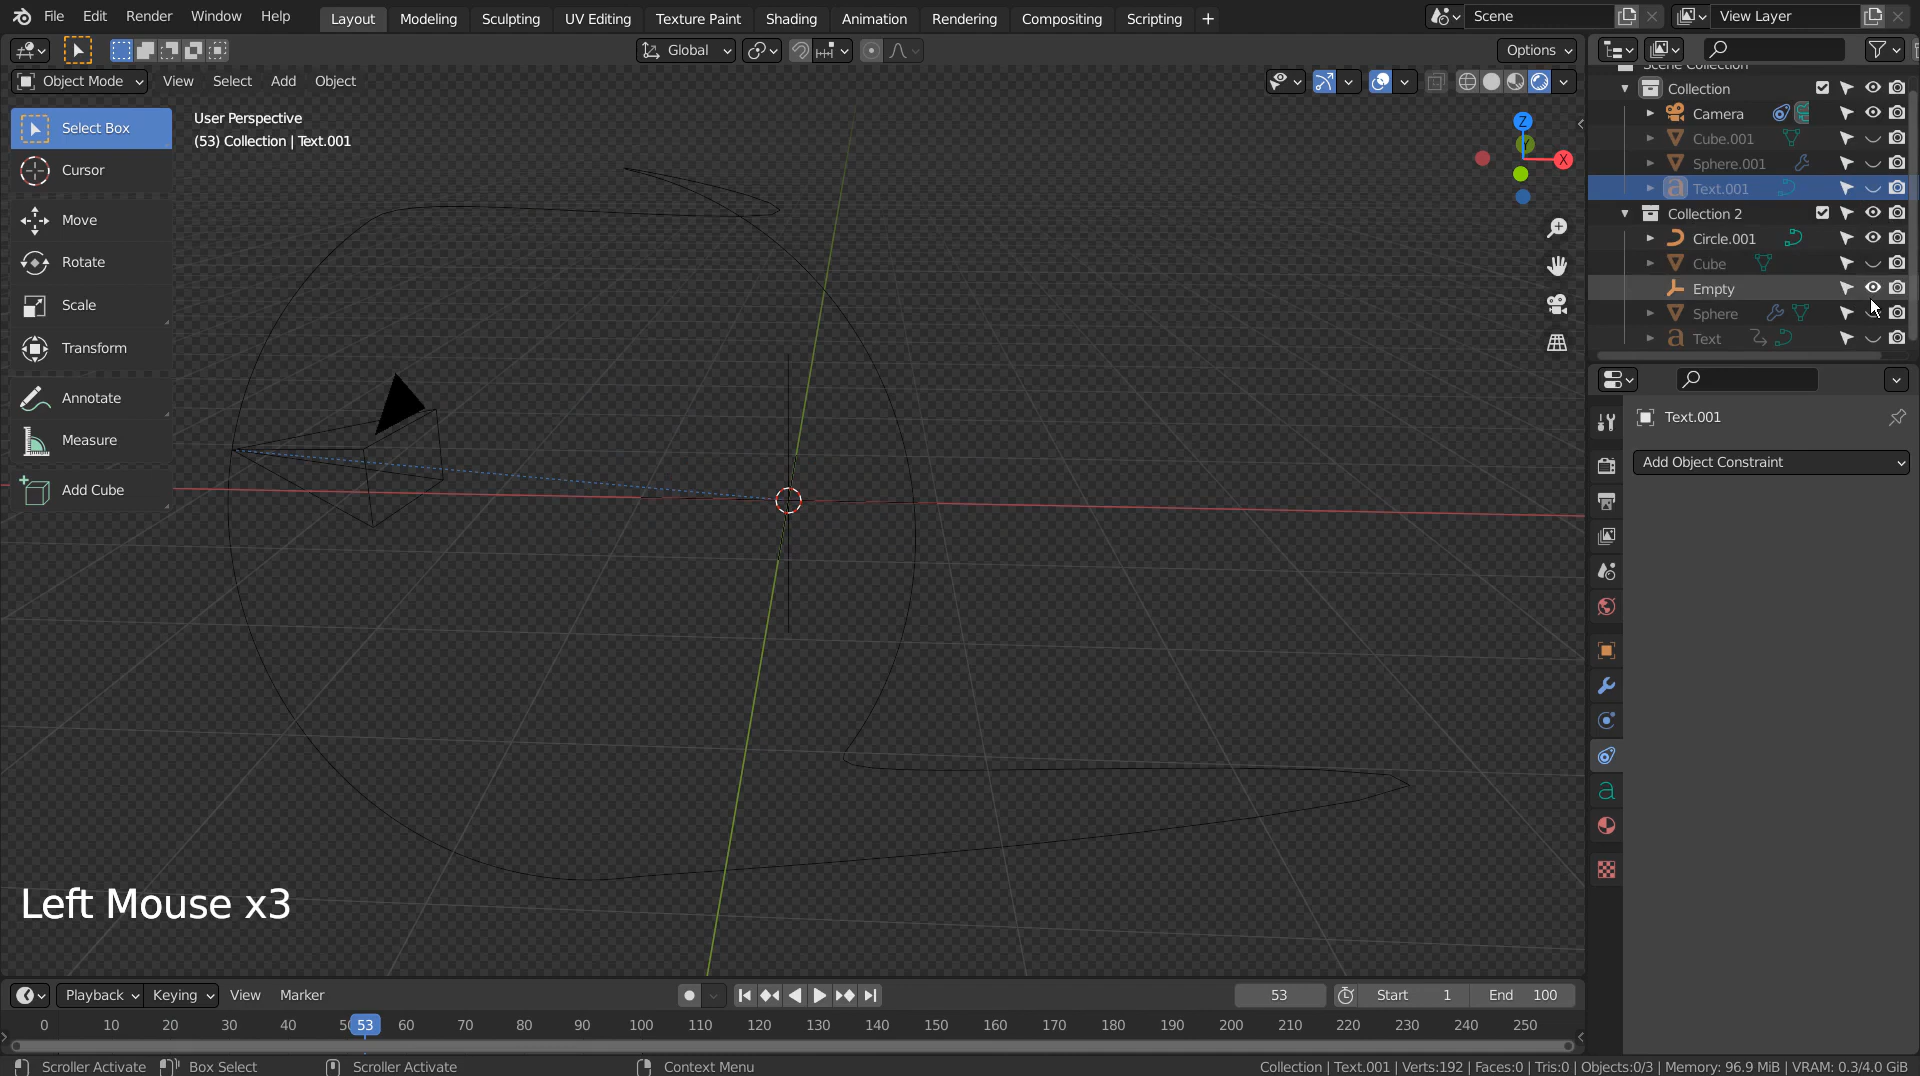 File Edit Render Window Help Layout Modeling Sculpting UV Editing Texture Paint Shading Animation Rendering Compositing Scripting + Scene View Layer
Global Options
Object Mode View Select Add Object
Select Box
Cursor
Move
Rotate
Scale
Transform
Annotate
Measure
Add Cube
User Perspective
(53) Collection | Text.001
Z
Y
X
Left Mouse x3
Scene Collection
Collection
Camera
Cube.001
Sphere.001
Text.001
Collection 2
Circle.001
Cube
Empty
Sphere
Text
Text.001
Add Object Constraint
Playback Keying View Marker 53 Start 1 End 100
0 10 20 30 40 53 60 70 80 90 100 110 120 130 140 150 160 170 180 190 200 210 220 230 240 250
Scroller Activate Box Select Scroller Activate Context Menu Collection | Text.001 | Verts:192 | Faces:0 | Tris:0 | Objects:0/3 | Memory: 96.9 MiB | VRAM: 0.3/4.0 GiB